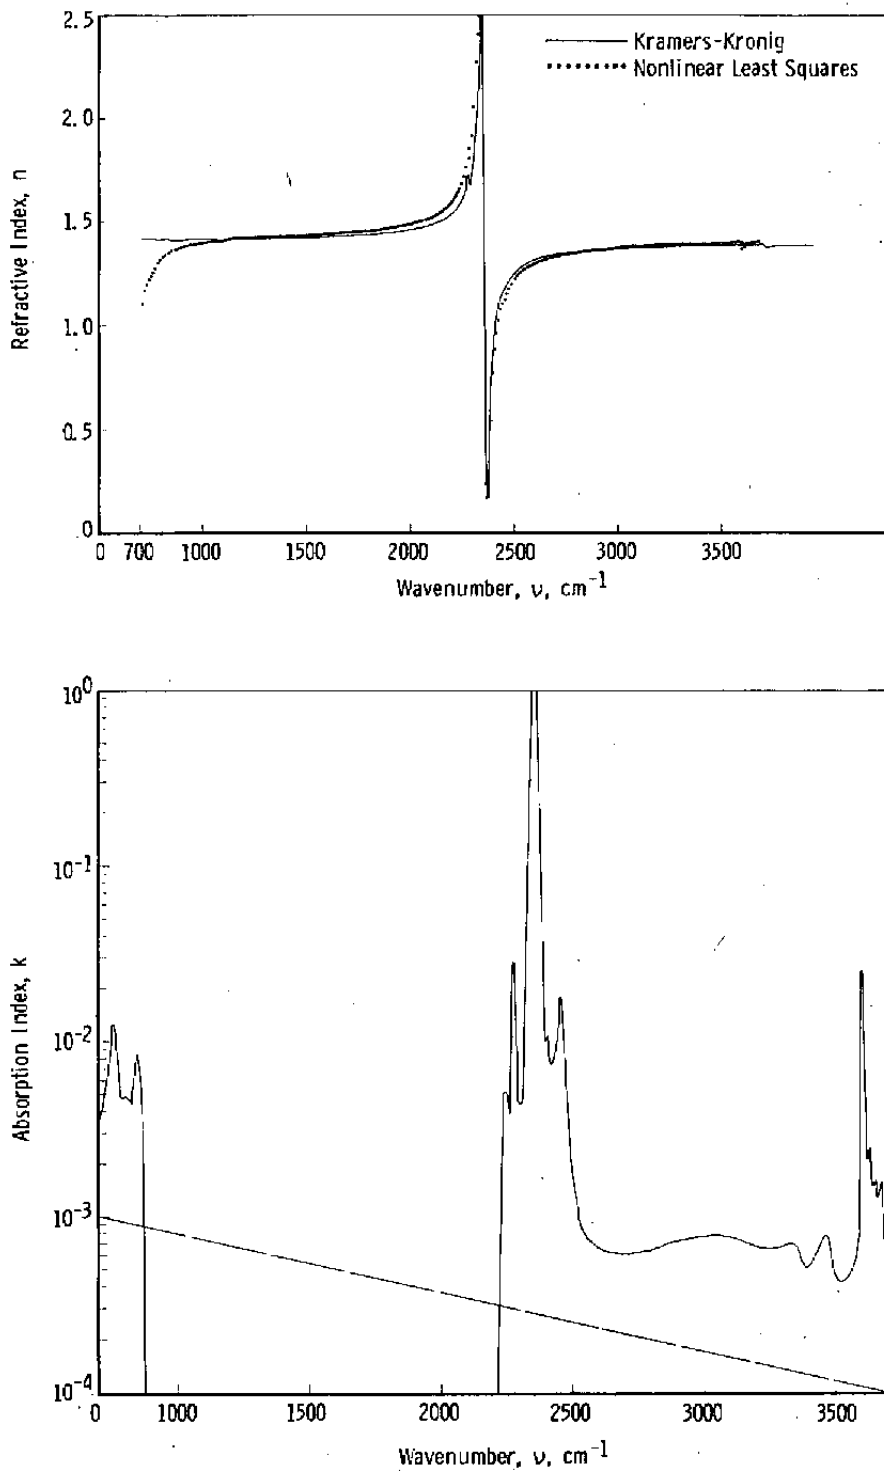 2.5
Kramers-Kronig
Nonlinear Least Squares
2.0
1.5
1.0
0.5
0
Refractive Index, n
0 700 1000 1500 2000 2500 3000 3500
Wavenumber, ν, cm⁻¹
10⁰
10⁻¹
10⁻²
10⁻³
10⁻⁴
Absorption Index, k
0 1000 1500 2000 2500 3000 3500
Wavenumber, ν, cm⁻¹